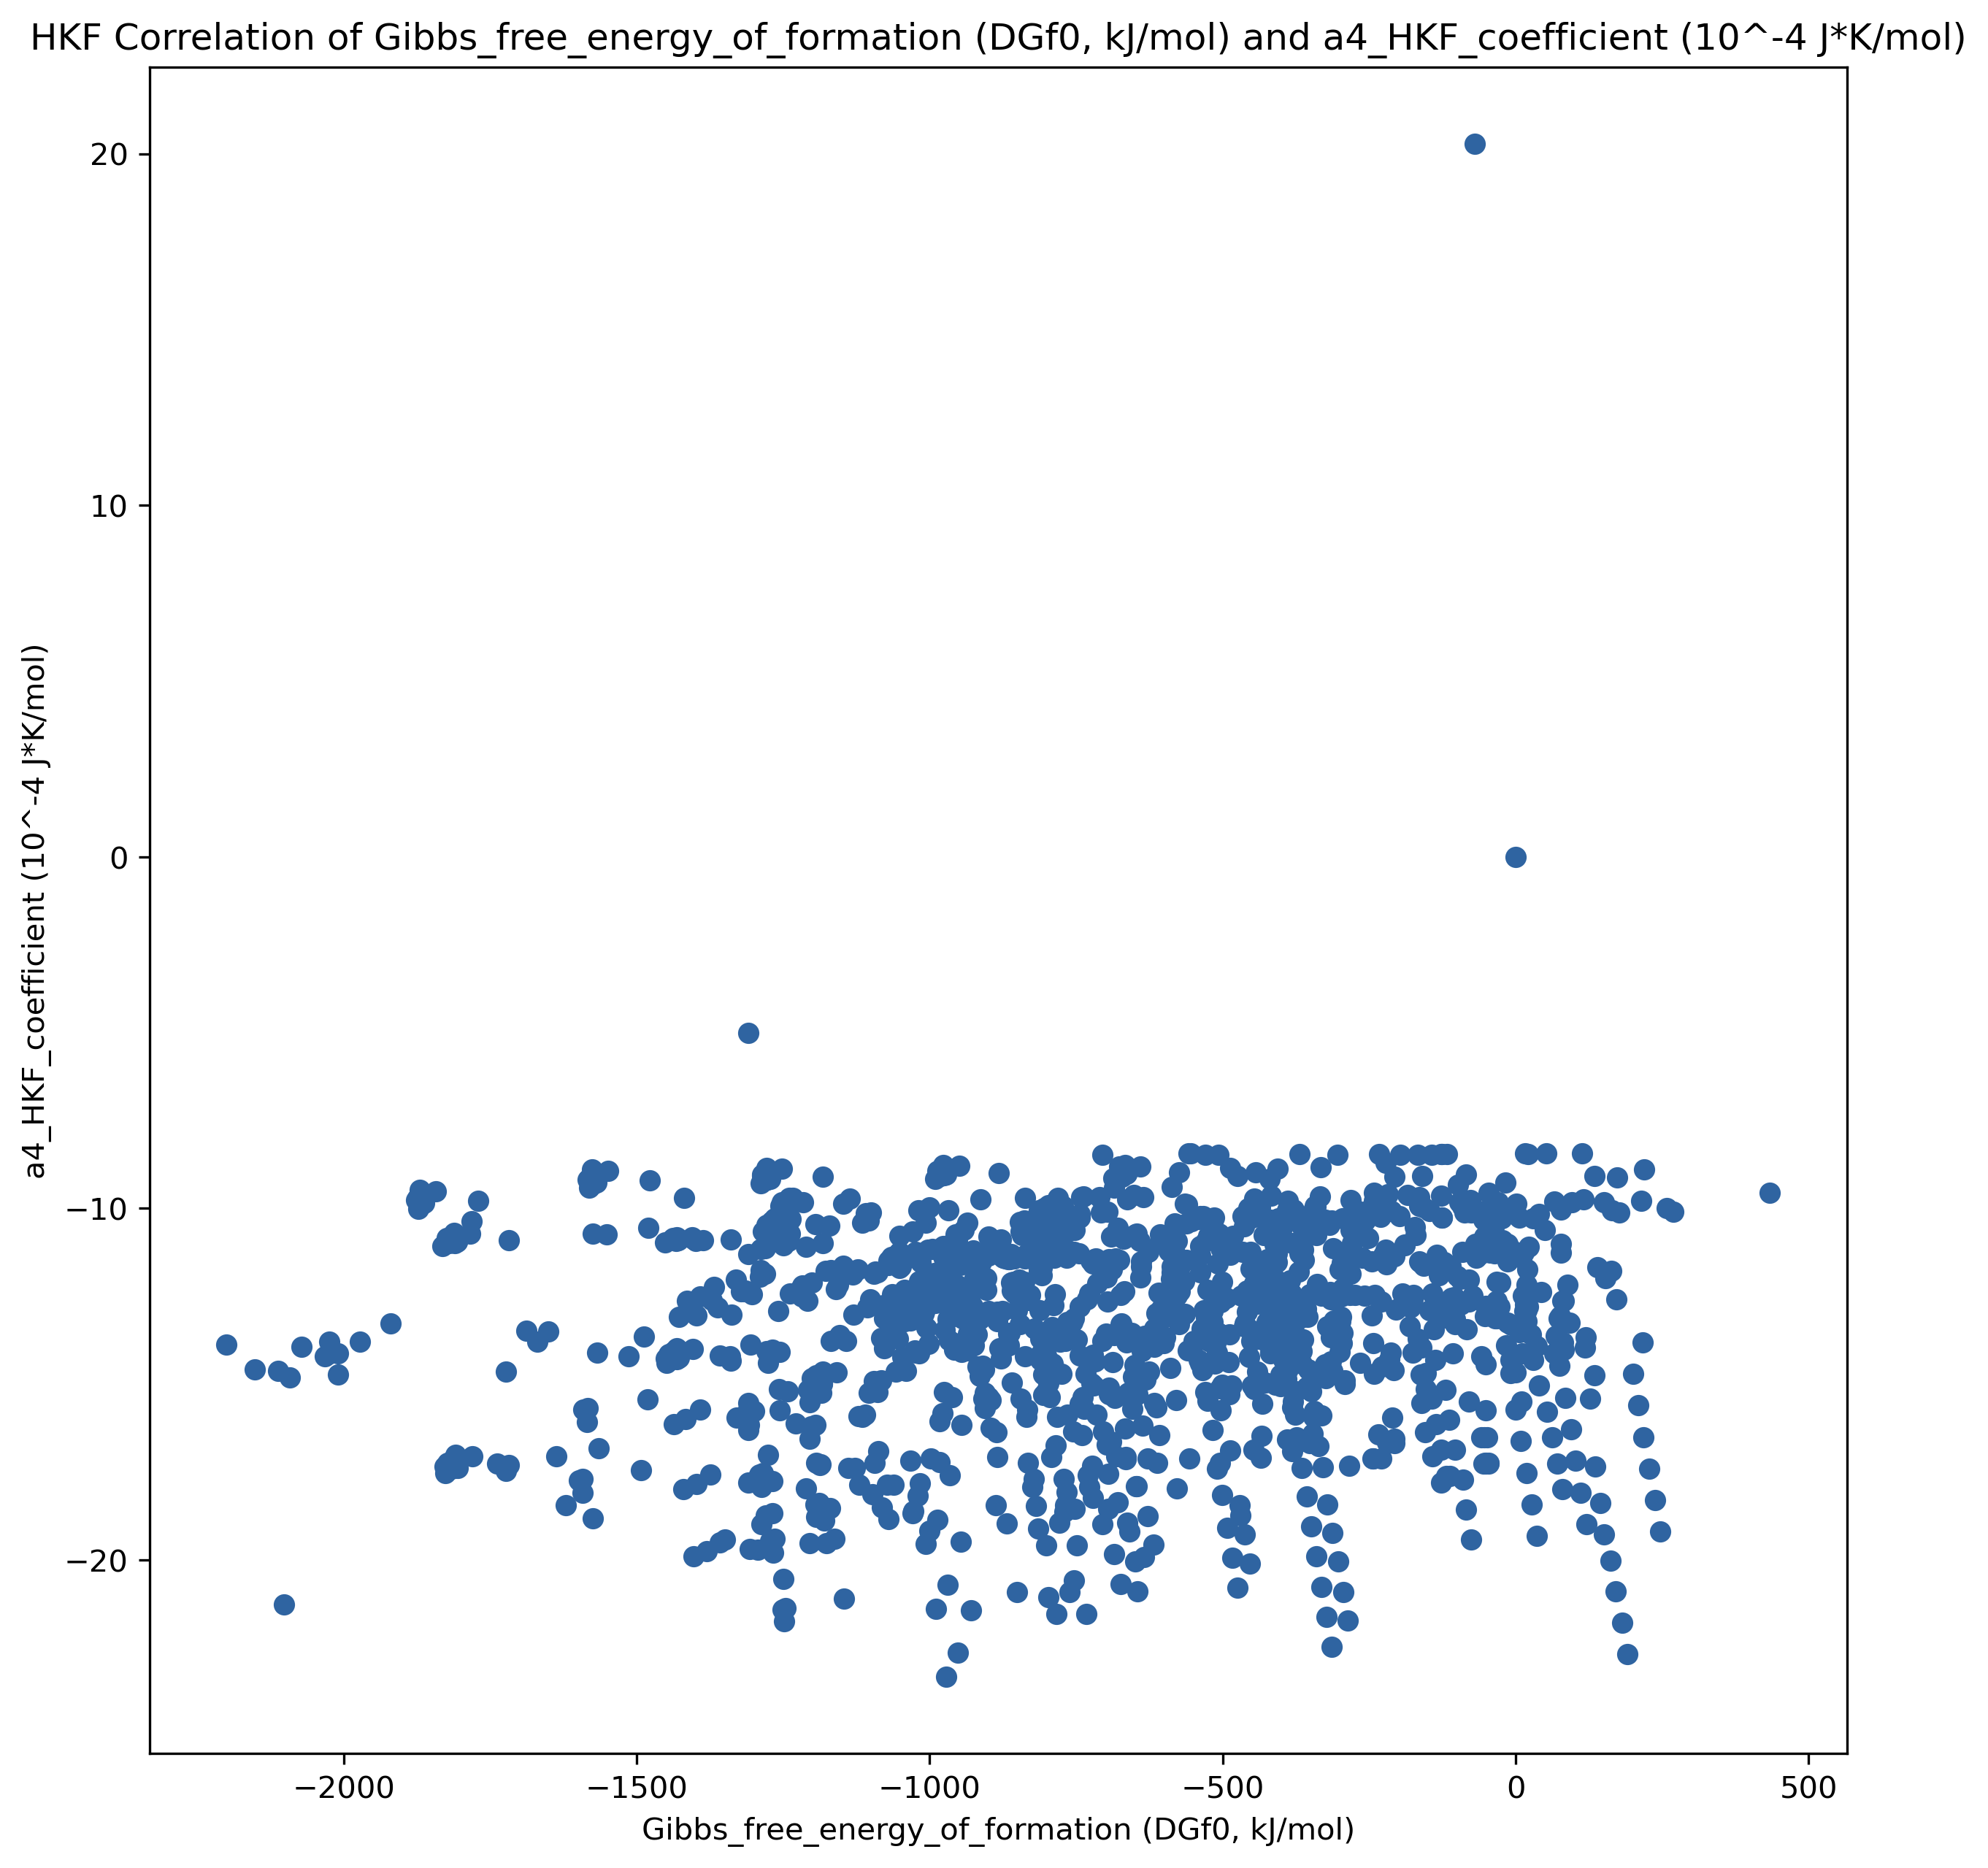 HKF Correlation of Gibbs_free_energy_of_formation (DGf0, kJ/mol) and a4_HKF_coefficient (10^-4 J*K/mol)
a4_HKF_coefficient (10^-4 J*K/mol)
20
10
0
−10
−20
−2000 −1500 −1000 −500 0 500
Gibbs_free_energy_of_formation (DGf0, kJ/mol)